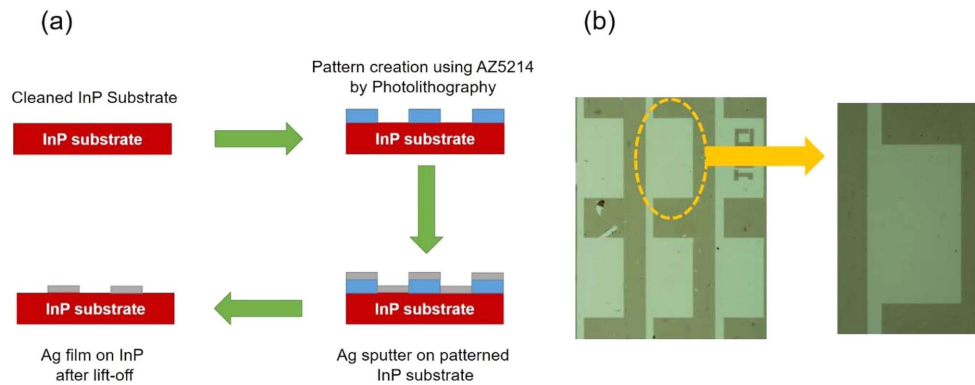 (a)
(b)
Cleaned InP Substrate
InP substrate
Pattern creation using AZ5214
by Photolithography
InP substrate
InP substrate
Ag film on InP
after lift-off
InP substrate
Ag sputter on patterned
InP substrate